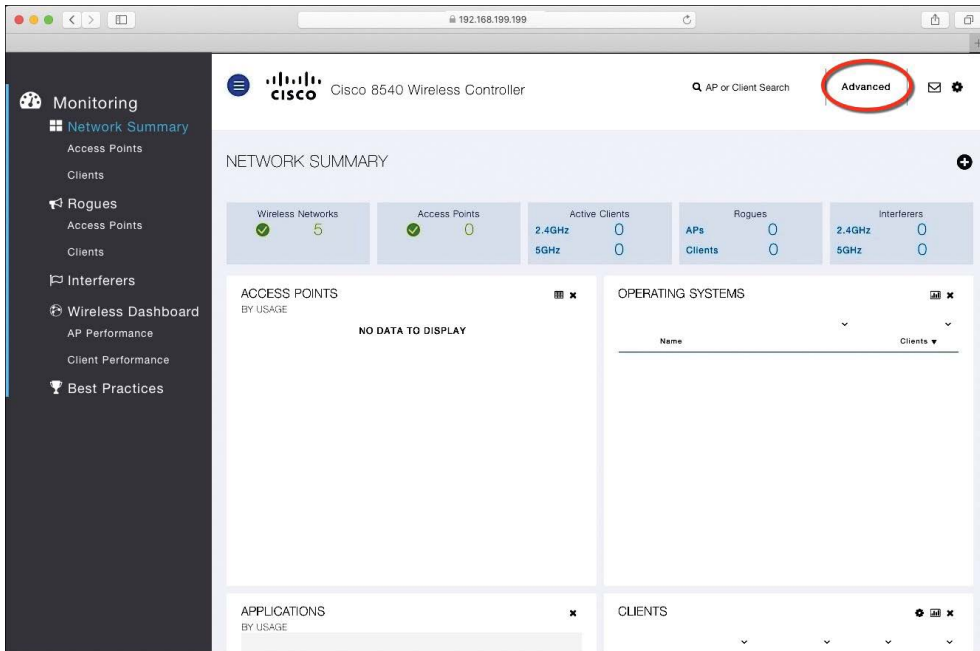 192.168.199.199
Monitoring
Network Summary
Access Points
Clients
Rogues
Access Points
Clients
Interferers
Wireless Dashboard
AP Performance
Client Performance
Best Practices
CISCO Cisco 8540 Wireless Controller
AP or Client Search
Advanced
NETWORK SUMMARY
Wireless Networks
5
Access Points
0
Active Clients
2.4GHz 0
5GHz 0
Rogues
APs 0
Clients 0
Interferers
2.4GHz 0
5GHz 0
ACCESS POINTS
BY USAGE
NO DATA TO DISPLAY
OPERATING SYSTEMS
Name Clients
APPLICATIONS
BY USAGE
CLIENTS